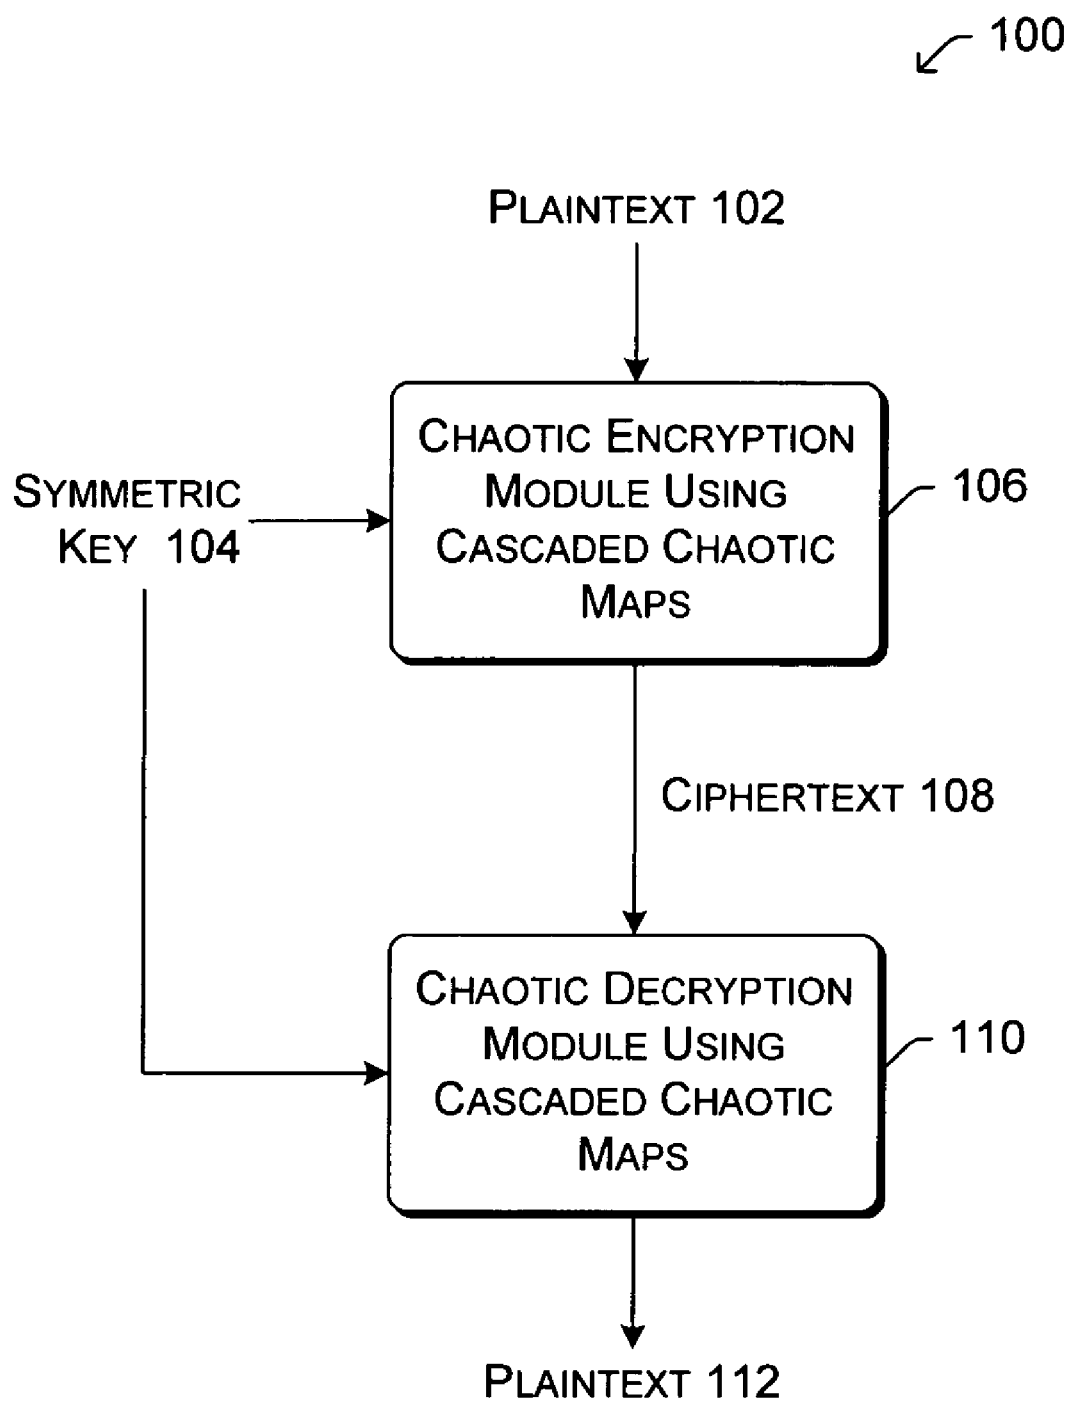 100
PLAINTEXT 102
CHAOTIC ENCRYPTION
MODULE USING
CASCADED CHAOTIC
MAPS
106
SYMMETRIC
KEY 104
CIPHERTEXT 108
CHAOTIC DECRYPTION
MODULE USING
CASCADED CHAOTIC
MAPS
110
PLAINTEXT 112